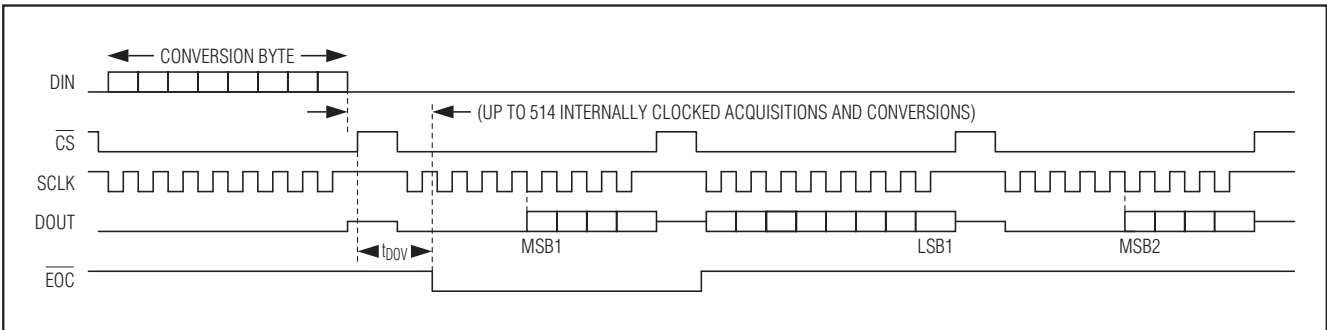 CONVERSION BYTE
DIN
(UP TO 514 INTERNALLY CLOCKED ACQUISITIONS AND CONVERSIONS)
CS
SCLK
DOUT
MSB1 LSB1 MSB2
tDOV
EOC